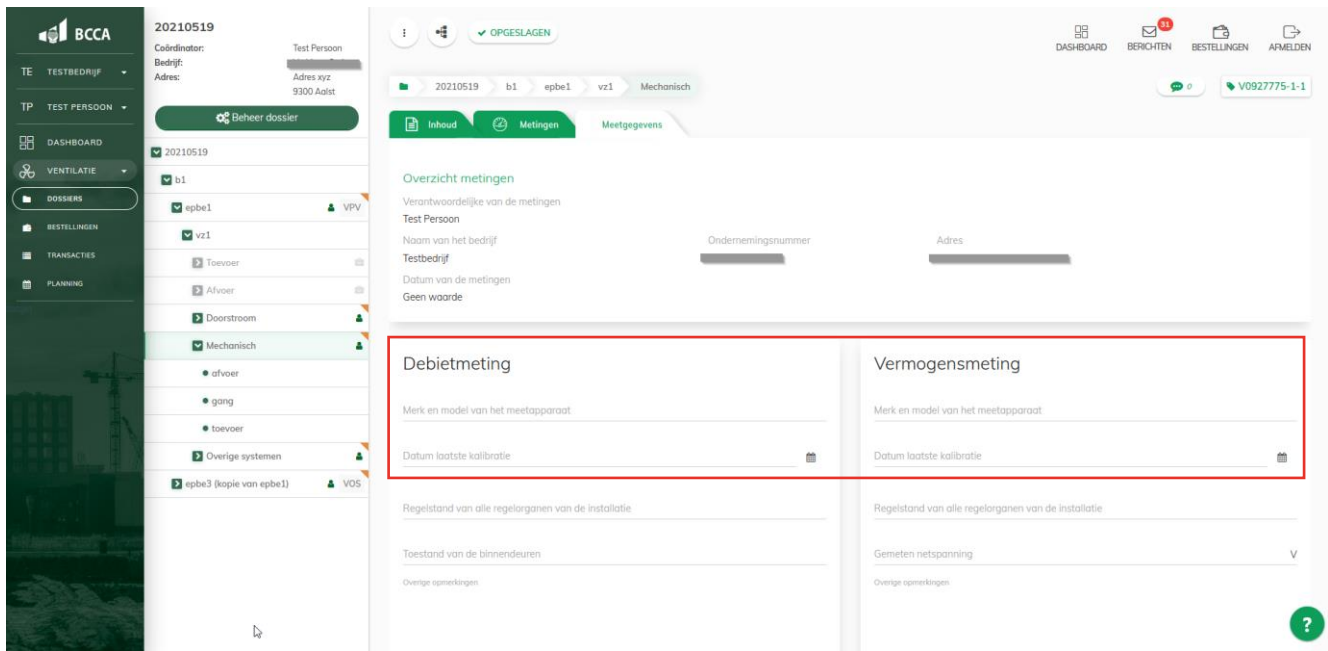 BCCA
TE TESTBEDRIJF
TP TEST PERSOON
DASHBOARD
VENTILATIE
DOSSIERS
BESTELLINGEN
TRANSACTIES
PLANNING
20210519
Coördinator: Test Persoon
Bedrijf:
Adres: Adres xyz
9300 Aalst
Beheer dossier
20210519
b1
epbe1 VPV
vz1
Toevoer
Afvoer
Doorstroom
Mechanisch
afvoer
gang
toevoer
Overige systemen
epbe3 (kopie van epbe1) VOS
OPGESLAGEN
DASHBOARD
31
BERICHTEN
BESTELLINGEN
AFMELDEN
20210519 b1 epbe1 vz1 Mechanisch
0
V0927775-1-1
Inhoud Metingen Meetgegevens
Overzicht metingen
Verantwoordelijke van de metingen
Test Persoon
Naam van het bedrijf Ondernemingsnummer Adres
Testbedrijf
Datum van de metingen
Geen waarde
Debietmeting
Merk en model van het meetapparaat
Datum laatste kalibratie
Regelstand van alle regelorganen van de installatie
Toestand van de binnendeuren
Overige opmerkingen
Vermogensmeting
Merk en model van het meetapparaat
Datum laatste kalibratie
Regelstand van alle regelorganen van de installatie
Gemeten netspanning V
Overige opmerkingen
?